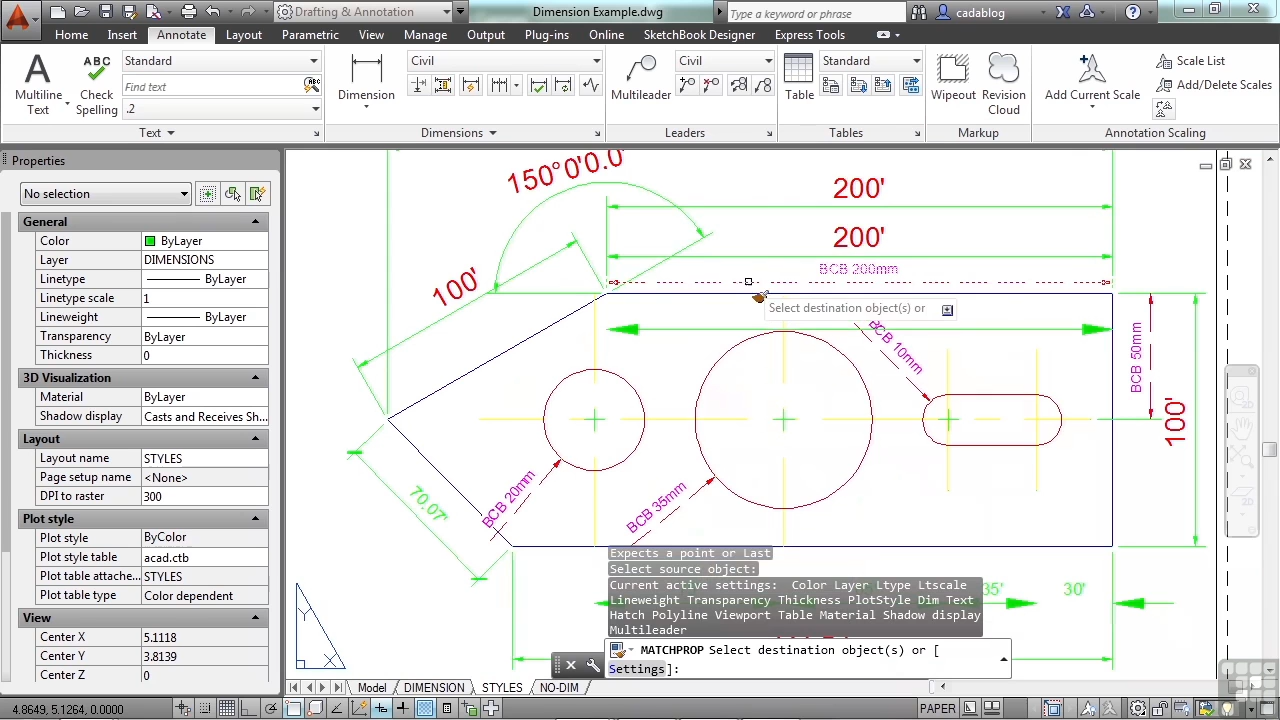 Drafting & Annotation
Dimension Example.dwg
Type a keyword or phrase
cadablog
Home Insert Annotate Layout Parametric View Manage Output Plug-ins Online SketchBook Designer Express Tools
Multiline Text
ABC
Check Spelling
Standard
Find text
.2
Text
Dimension
Civil
Dimensions
Multileader
Civil
Leaders
Table
Standard
Tables
Wipeout
Revision Cloud
Markup
Add Current Scale
Scale List
Add/Delete Scales
Annotation Scaling
Properties
No selection
General
Color ByLayer
Layer DIMENSIONS
Linetype ByLayer
Linetype scale 1
Lineweight ByLayer
Transparency ByLayer
Thickness 0
3D Visualization
Material ByLayer
Shadow display Casts and Receives Sh...
Layout
Layout name STYLES
Page setup name <None>
DPI to raster 300
Plot style
Plot style ByColor
Plot style table acad.ctb
Plot table attache... STYLES
Plot table type Color dependent
View
Center X 5.1118
Center Y 3.8139
Center Z 0
150°0'0.0"
200'
200'
BCB 200mm
100'
Select destination object(s) or
BCB 10mm
BCB 50mm
100'
70.07'
BCB 20mm
BCB 35mm
35'
30'
Y
X
Expects a point or Last
Select source object:
Current active settings: Color Layer Ltype Ltscale
Lineweight Transparency Thickness PlotStyle Dim Text
Hatch Polyline Viewport Table Material Shadow display
Multileader
MATCHPROP Select destination object(s) or [
Settings]:
Model DIMENSION STYLES NO-DIM
4.8649, 5.1264, 0.0000
PAPER